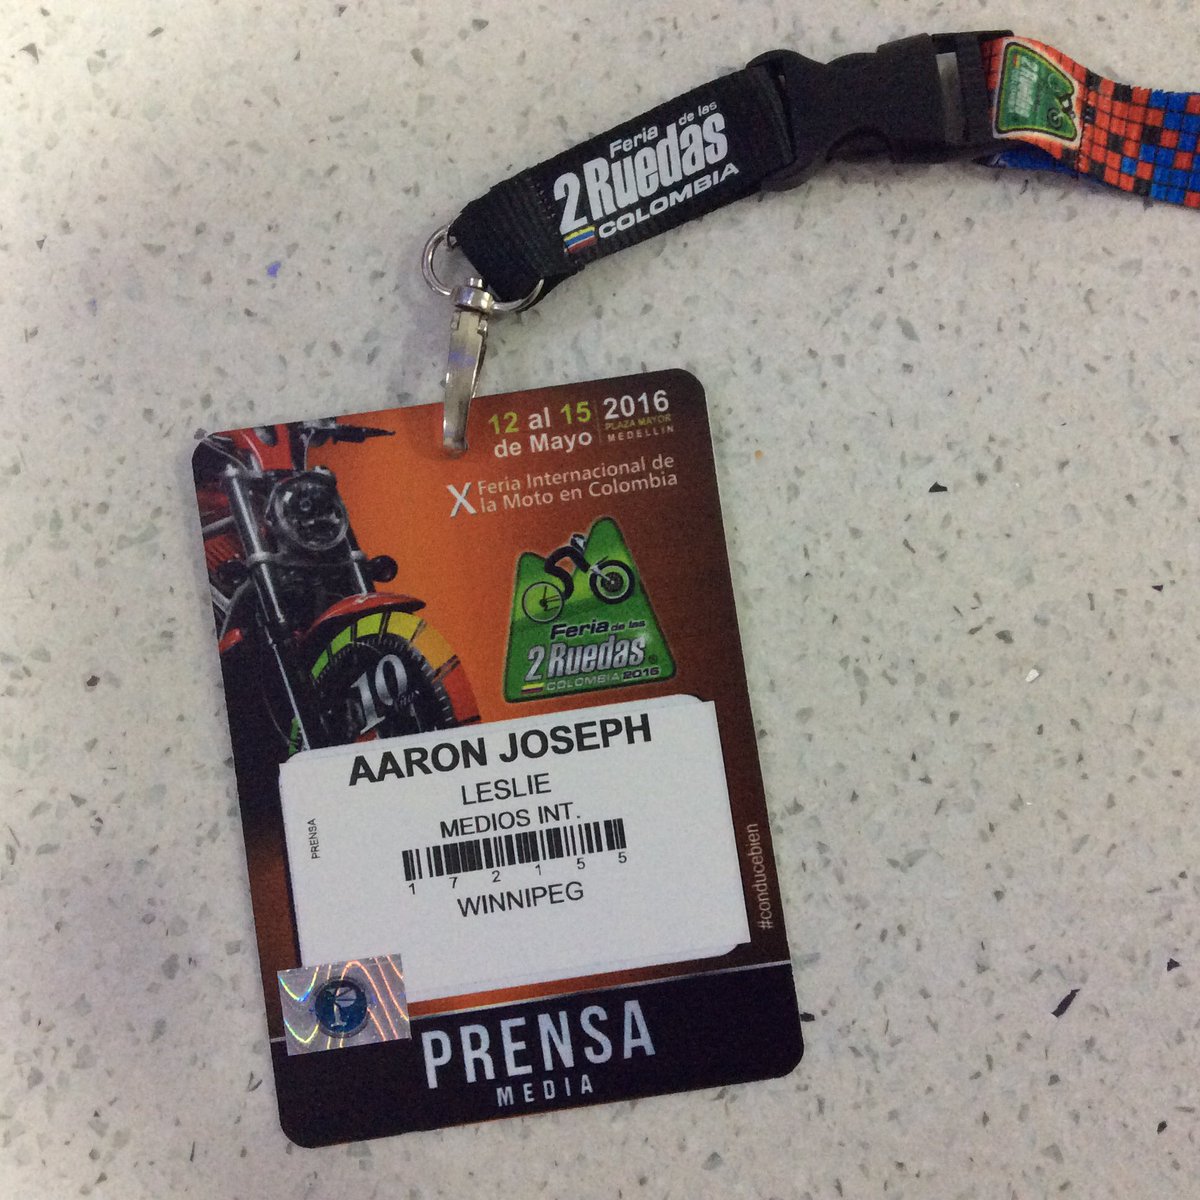 Feria de las
2 Ruedas
COLOMBIA
12 al 15
de Mayo
2016
PLAZA MAYOR
MEDELLIN
X Feria Internacional de
la Moto en Colombia
Feria de las
2 Ruedas
COLOMBIA 2016
10
AARON JOSEPH
LESLIE
MEDIOS INT.
1 7 2 1 5 5
WINNIPEG
PRENSA
#conducebien
PRENSA
MEDIA